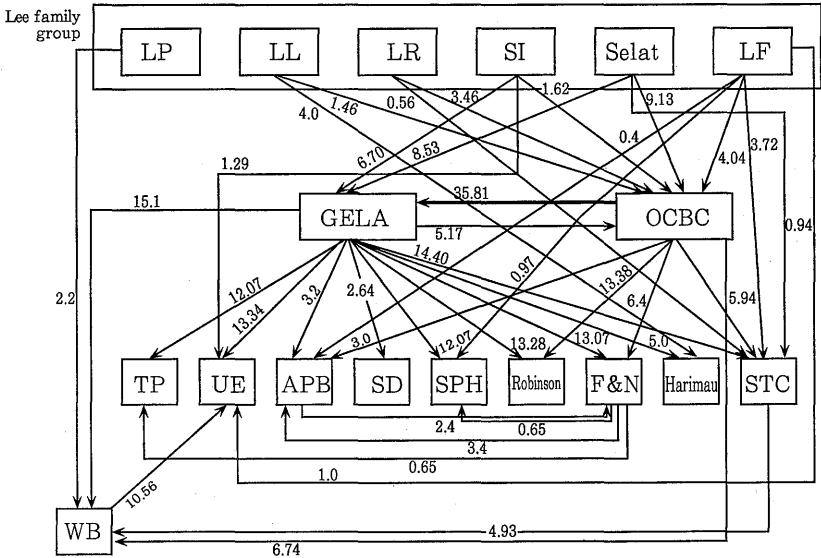 Lee family
group
LP LL LR SI Selat LF
4.0 1.46 0.56 3.46 1.62 9.13
0.4 3.72
4.04
6.70 8.53
1.29
15.1 35.81
GELA OCBC
5.17 0.94
14.40
2.2 12.07 13.34 3.2 2.64 0.97 13.38 6.4 5.94
3.0 12.07 13.28 13.07 5.0
TP UE APB SD SPH Robinson F&N Harimau STC
2.4 0.65
3.4
0.65
1.0
10.56
WB
4.93
6.74